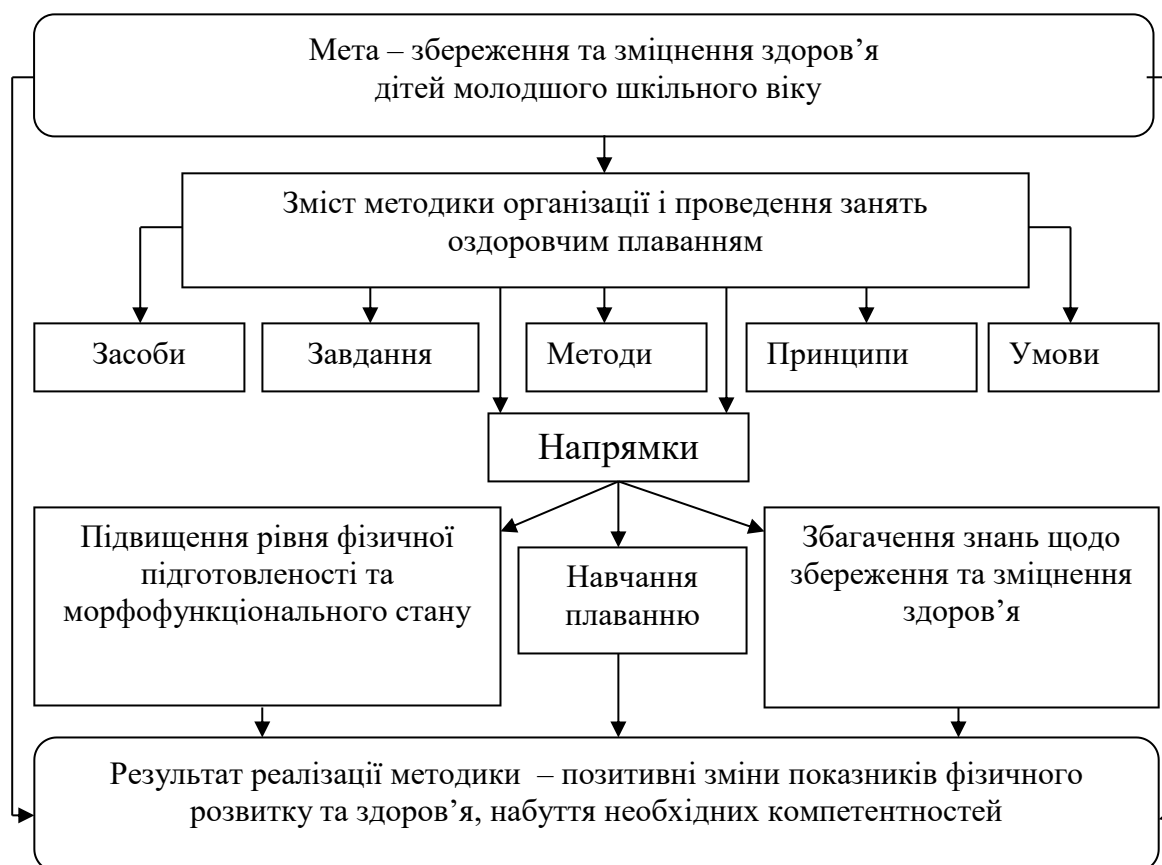 Мета – збереження та зміцнення здоров’я
дітей молодшого шкільного віку
Зміст методики організації і проведення занять
оздоровчим плаванням
Засоби
Завдання
Методи
Принципи
Умови
Напрямки
Підвищення рівня фізичної
підготовленості та
морфофункціонального стану
Навчання
плаванню
Збагачення знань щодо
збереження та зміцнення
здоров’я
Результат реалізації методики – позитивні зміни показників фізичного
розвитку та здоров’я, набуття необхідних компетентностей